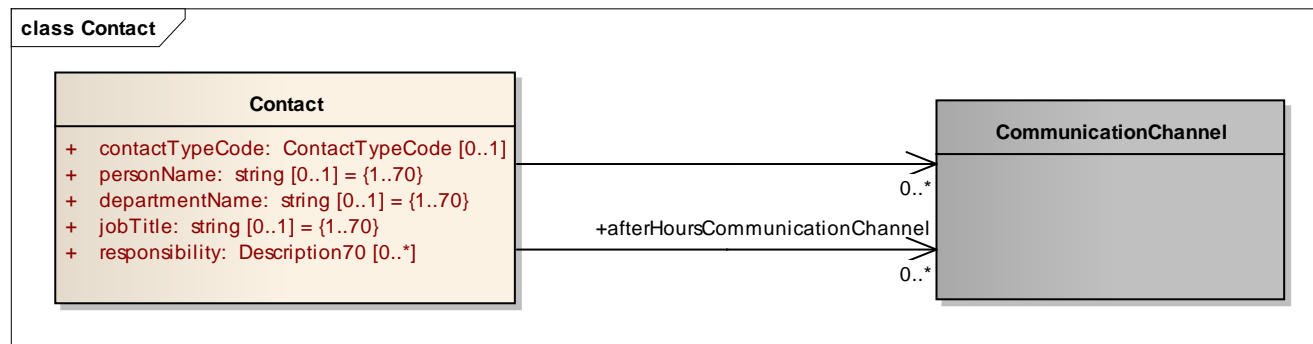 class Contact
Contact
+ contactTypeCode: ContactTypeCode [0..1]
+ personName: string [0..1] = {1..70}
+ departmentName: string [0..1] = {1..70}
+ jobTitle: string [0..1] = {1..70}
+ responsibility: Description70 [0..*]
CommunicationChannel
0..*
+afterHoursCommunicationChannel
0..*